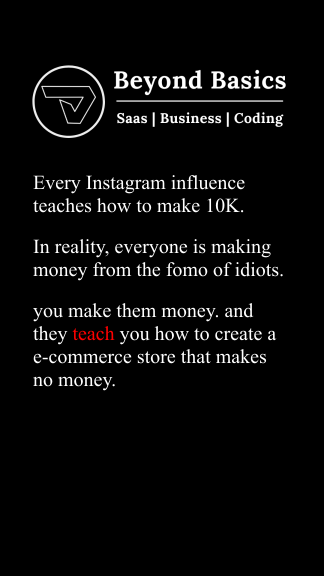 Beyond Basics
Saas | Business | Coding
Every Instagram influence
teaches how to make 10K.
In reality, everyone is making
money from the fomo of idiots.
you make them money. and
they teach you how to create a
e-commerce store that makes
no money.